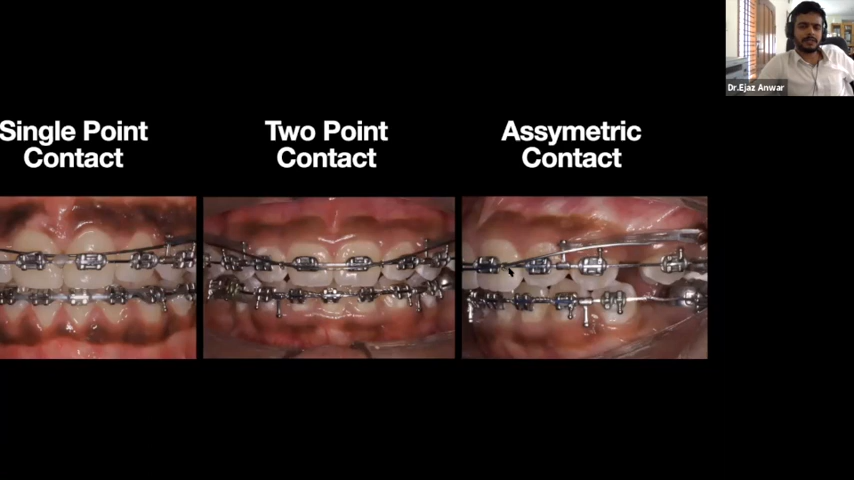 Dr.Ejaz Anwar
Single Point
Contact
Two Point
Contact
Assymetric
Contact